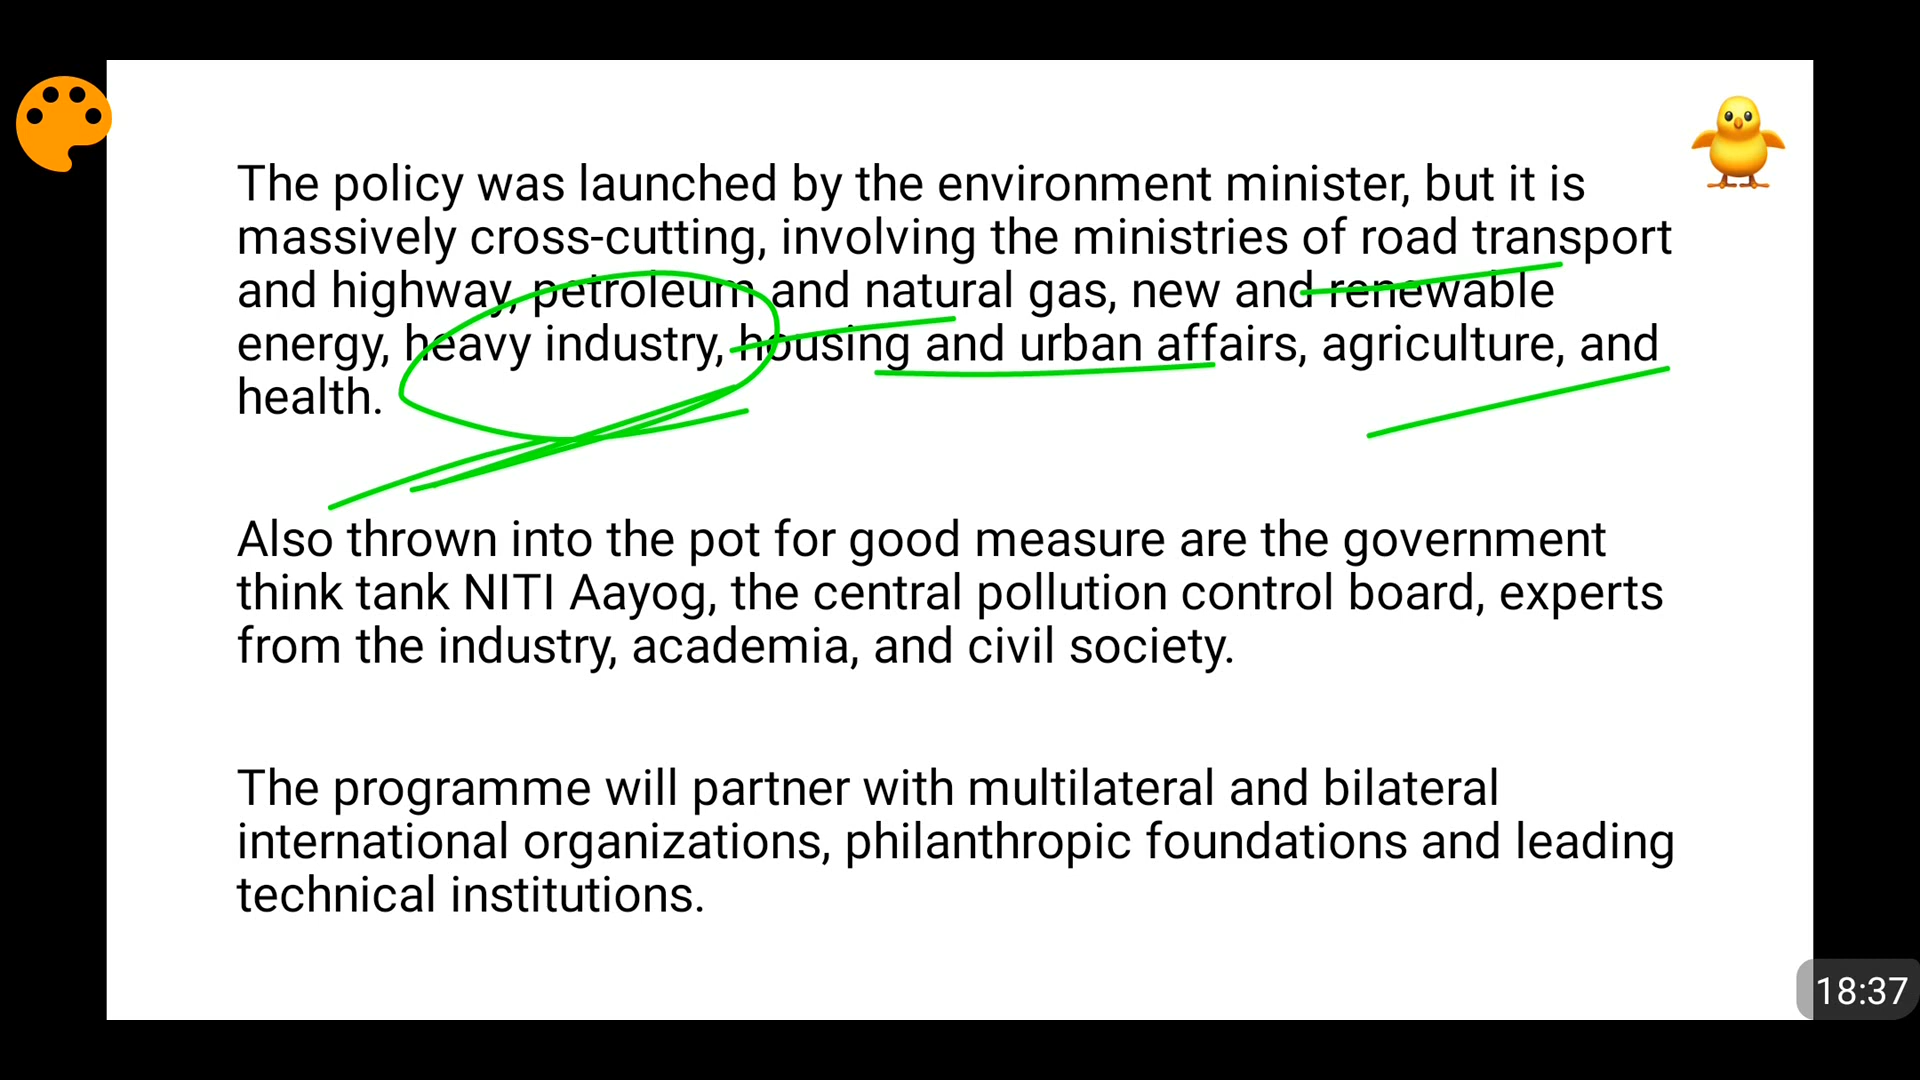 The policy was launched by the environment minister, but it is
massively cross-cutting, involving the ministries of road transport
and highway, petroleum and natural gas, new and renewable
energy, heavy industry, housing and urban affairs, agriculture, and
health.
Also thrown into the pot for good measure are the government
think tank NITI Aayog, the central pollution control board, experts
from the industry, academia, and civil society.
The programme will partner with multilateral and bilateral
international organizations, philanthropic foundations and leading
technical institutions.
18:37